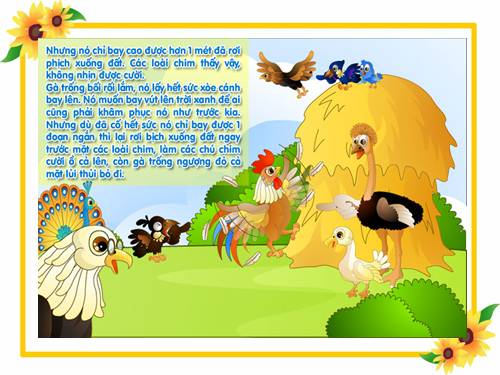 Nhưng nó chỉ bay cao được hơn 1 mét đã rơi
phịch xuống đất. Các loài chim thấy vậy,
không nhịn được cười.
Gà trống bối rối lắm, nó lấy hết sức xòe cánh
bay lên. Nó muốn bay vút lên trời xanh để ai
cũng phải khâm phục nó như trước kia.
Nhưng dù đã cố hết sức nó chỉ bay được 1
đoạn ngắn thì lại rơi bịch xuống đất ngay
trước mặt các loài chim, làm các chú chim
cười ồ cả lên, còn gà trống ngượng đỏ cả
mặt lủi thủi bỏ đi.